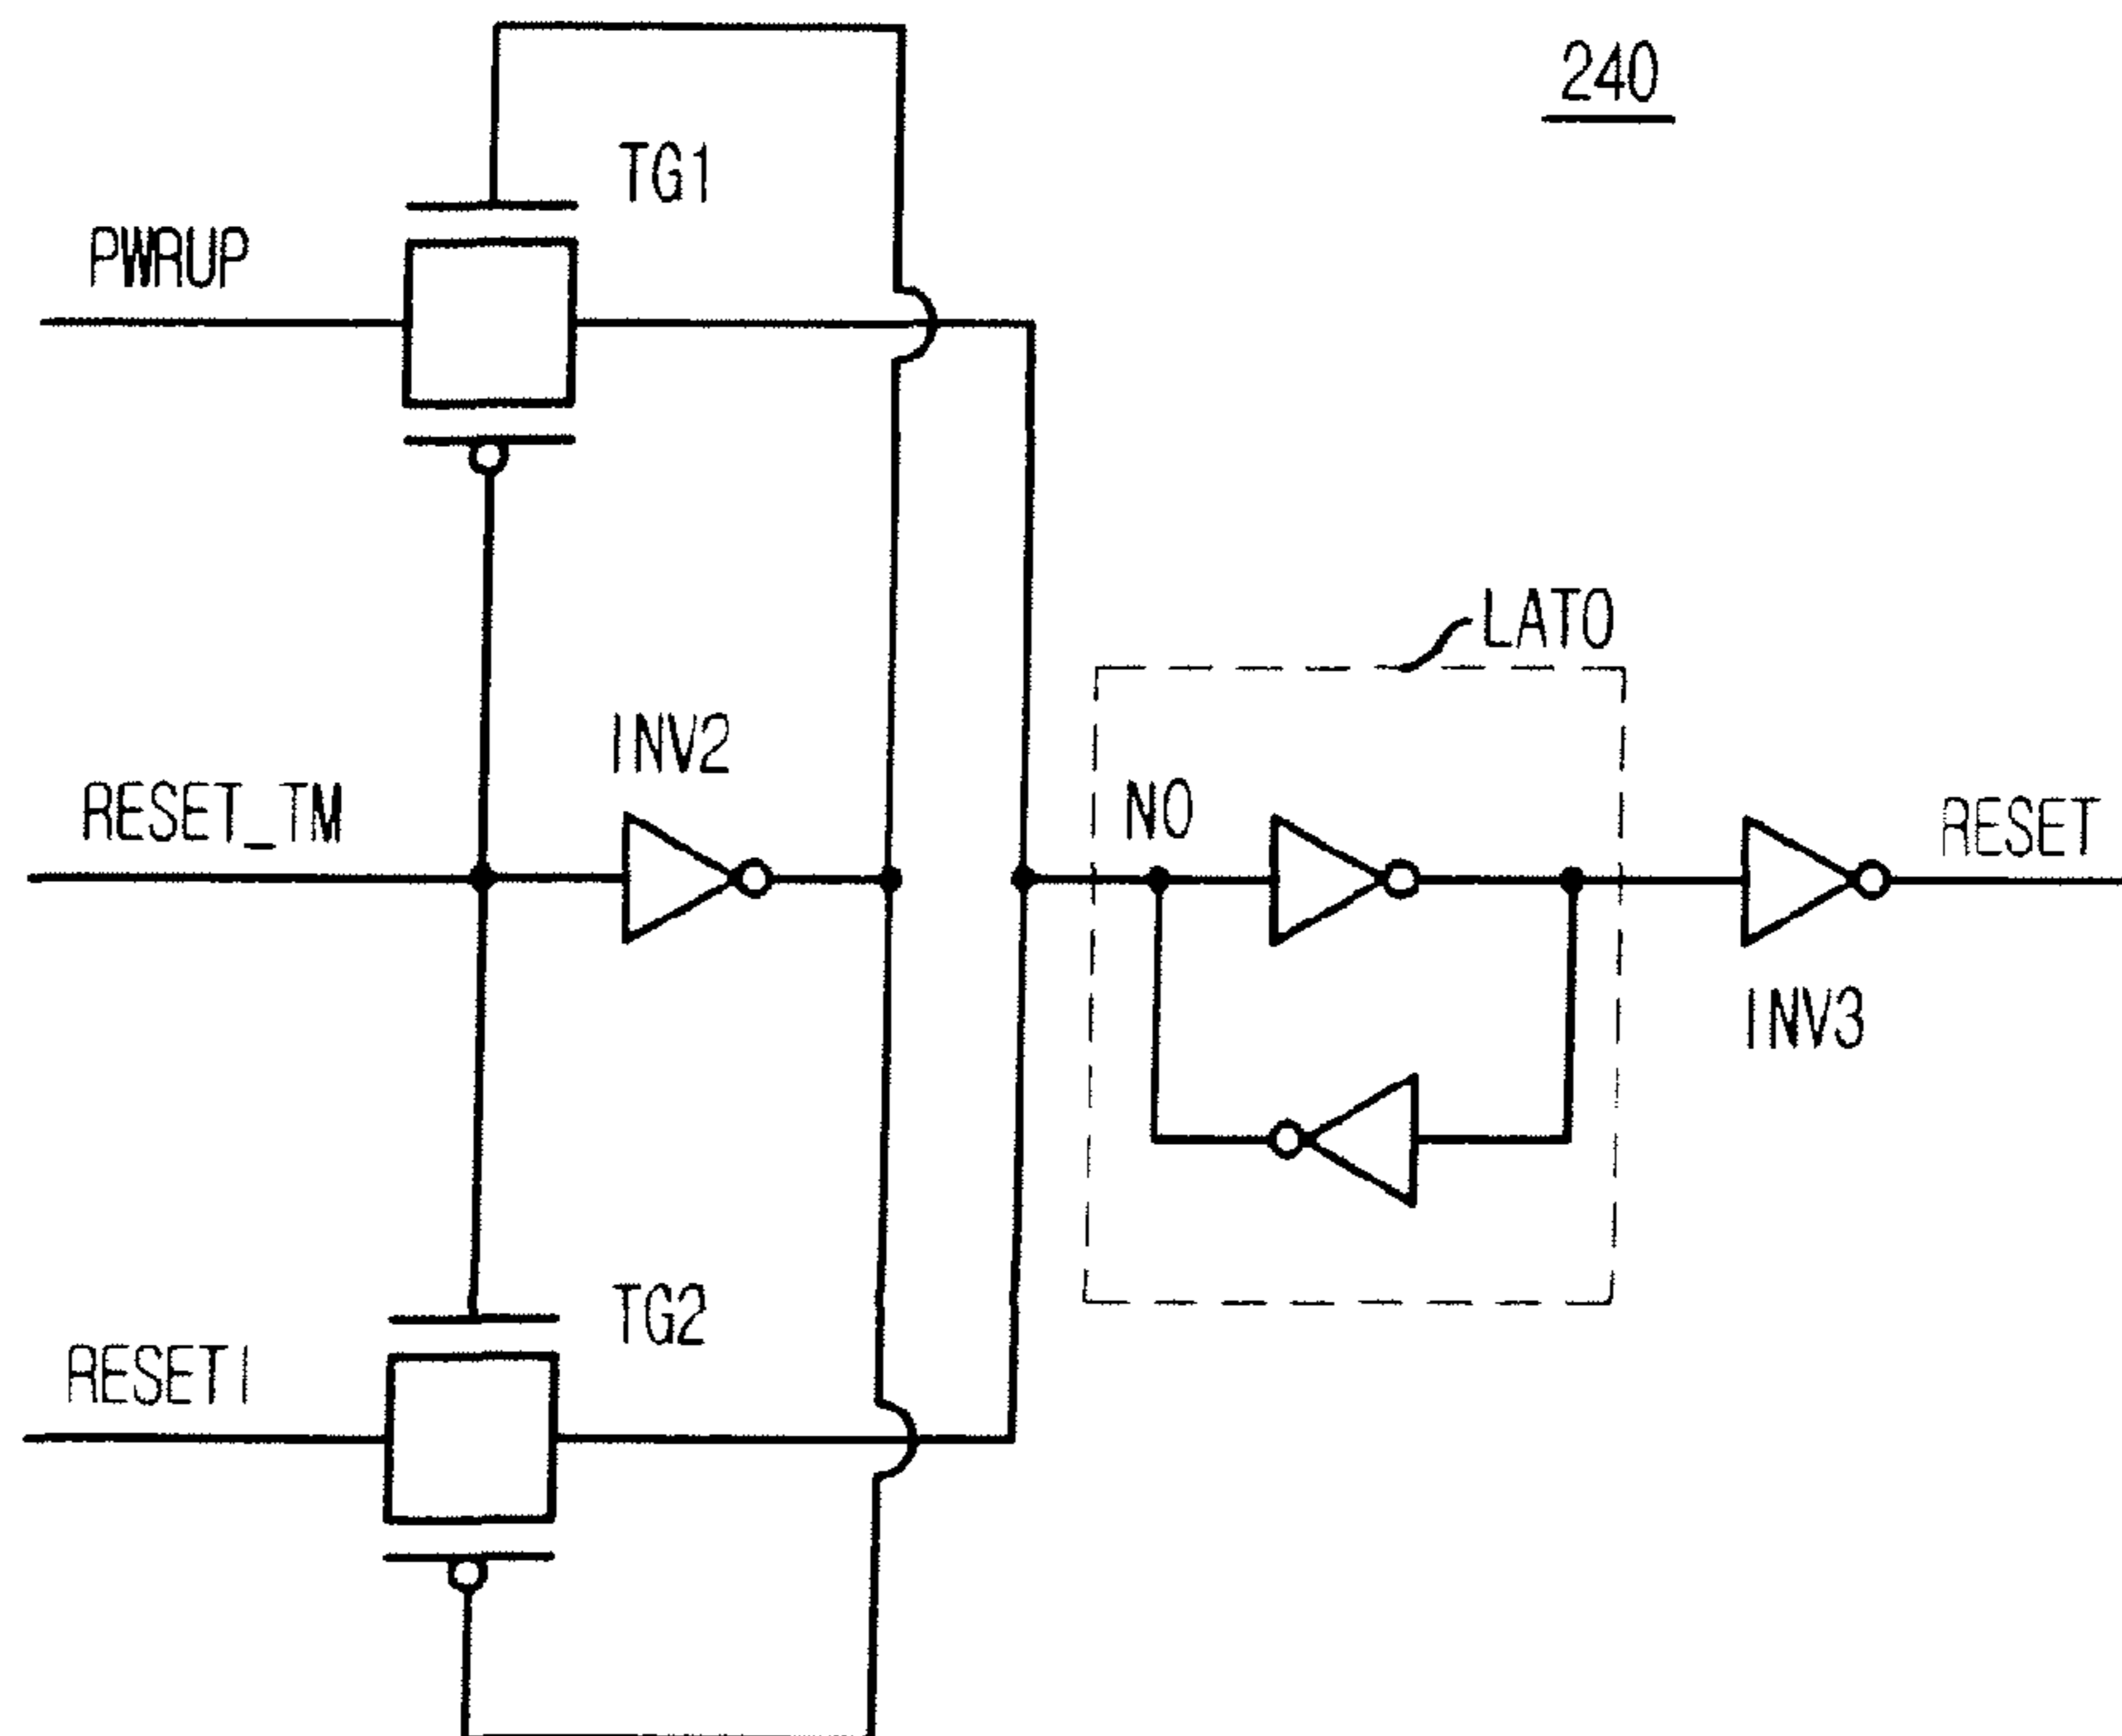 240
TG1
PWRUP
LAT0
INV2
RESET_TM
N0
RESET
INV3
TG2
RESET1